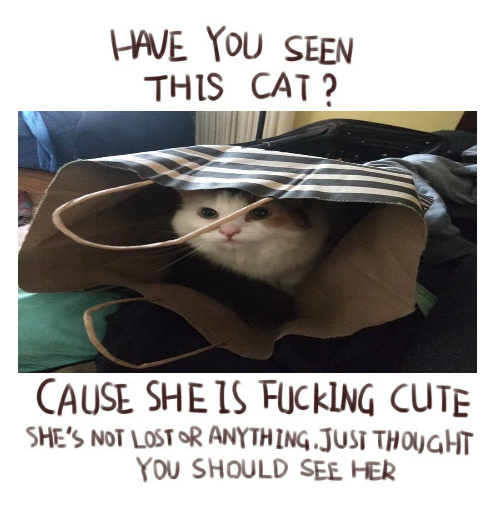 HAVE YOU SEEN
THIS CAT?
CAUSE SHE IS FUCKING CUTE
SHE'S NOT LOST OR ANYTHING. JUST THOUGHT
YOU SHOULD SEE HER